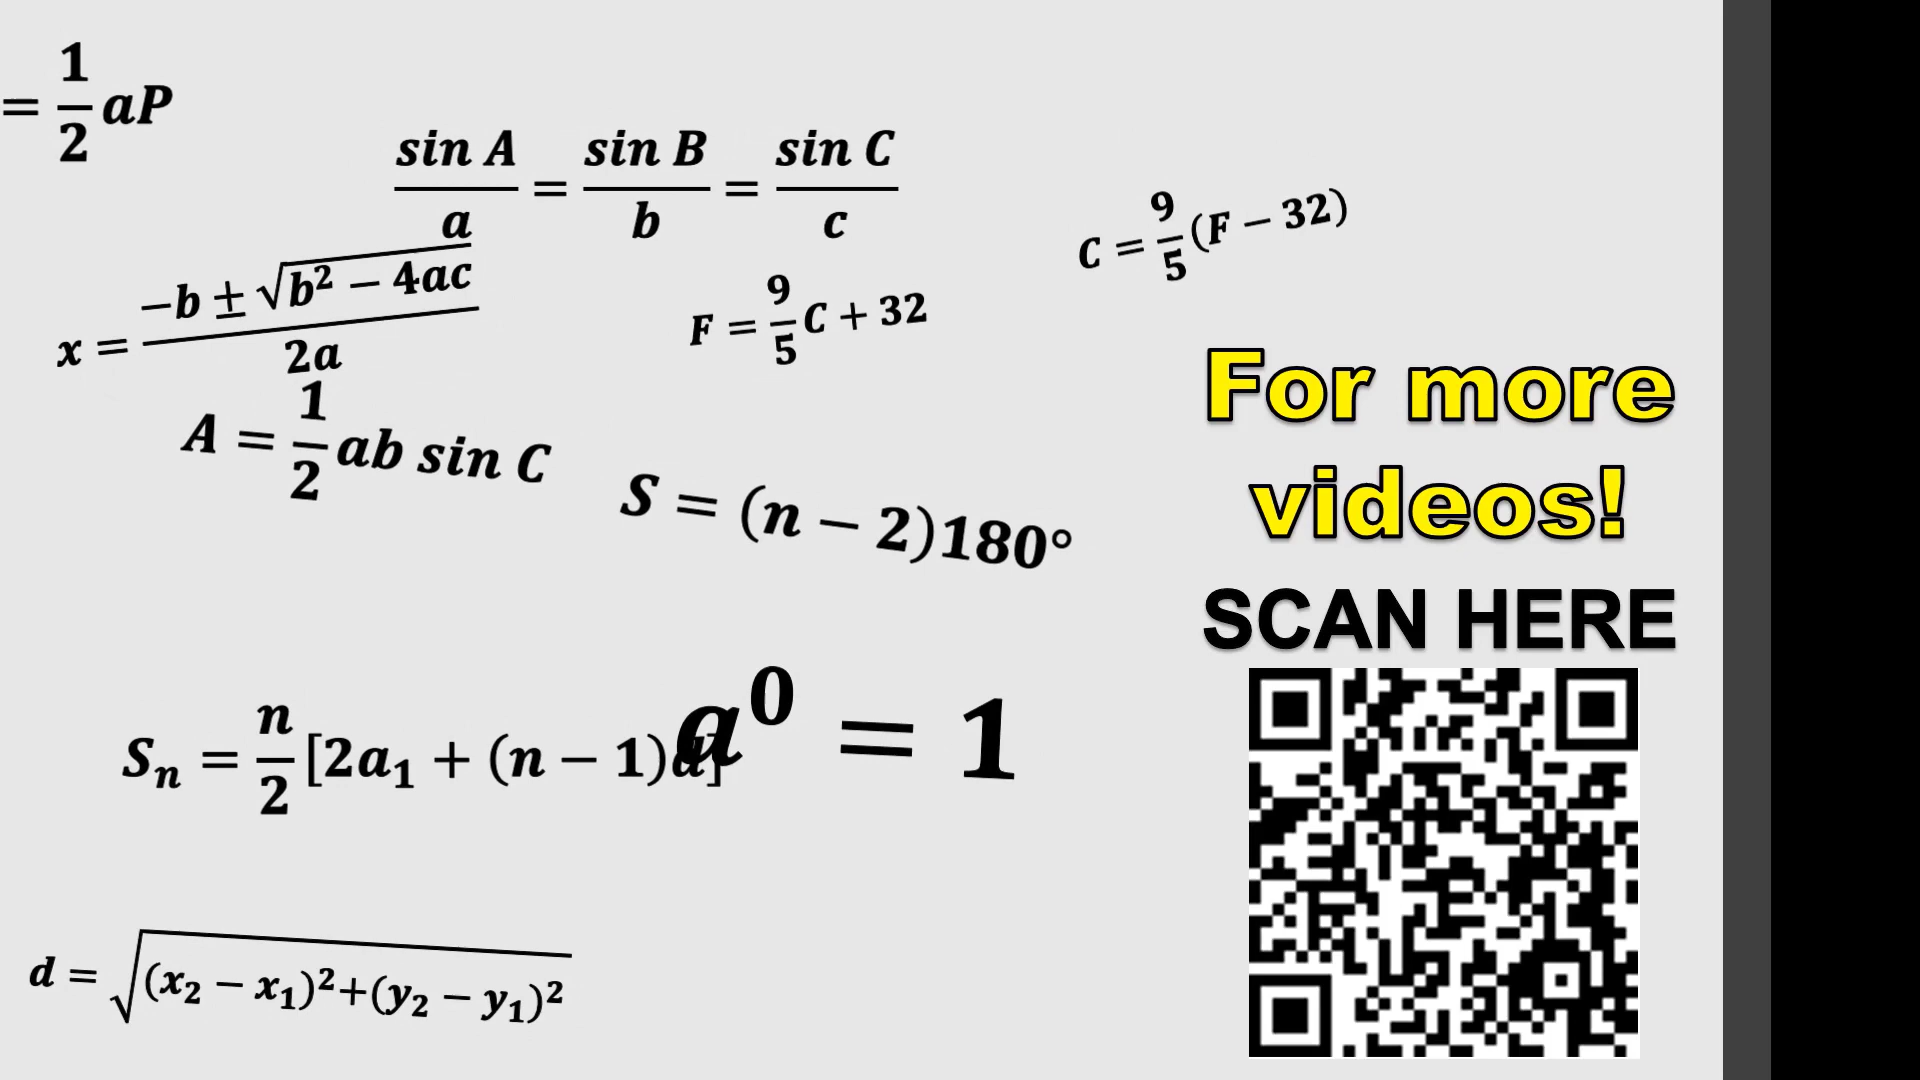 = 1/2 aP
sin A/a = sin B/b = sin C/c
C = 9/5 (F − 32)
x = −b ± √b² − 4ac / 2a
F = 9/5 C + 32
A = 1/2 ab sin C
S = (n − 2)180°
For more
videos!
SCAN HERE
Sₙ = n/2 [2a₁ + (n − 1)d]
a⁰ = 1
d = √(x₂ − x₁)²+(y₂ − y₁)²